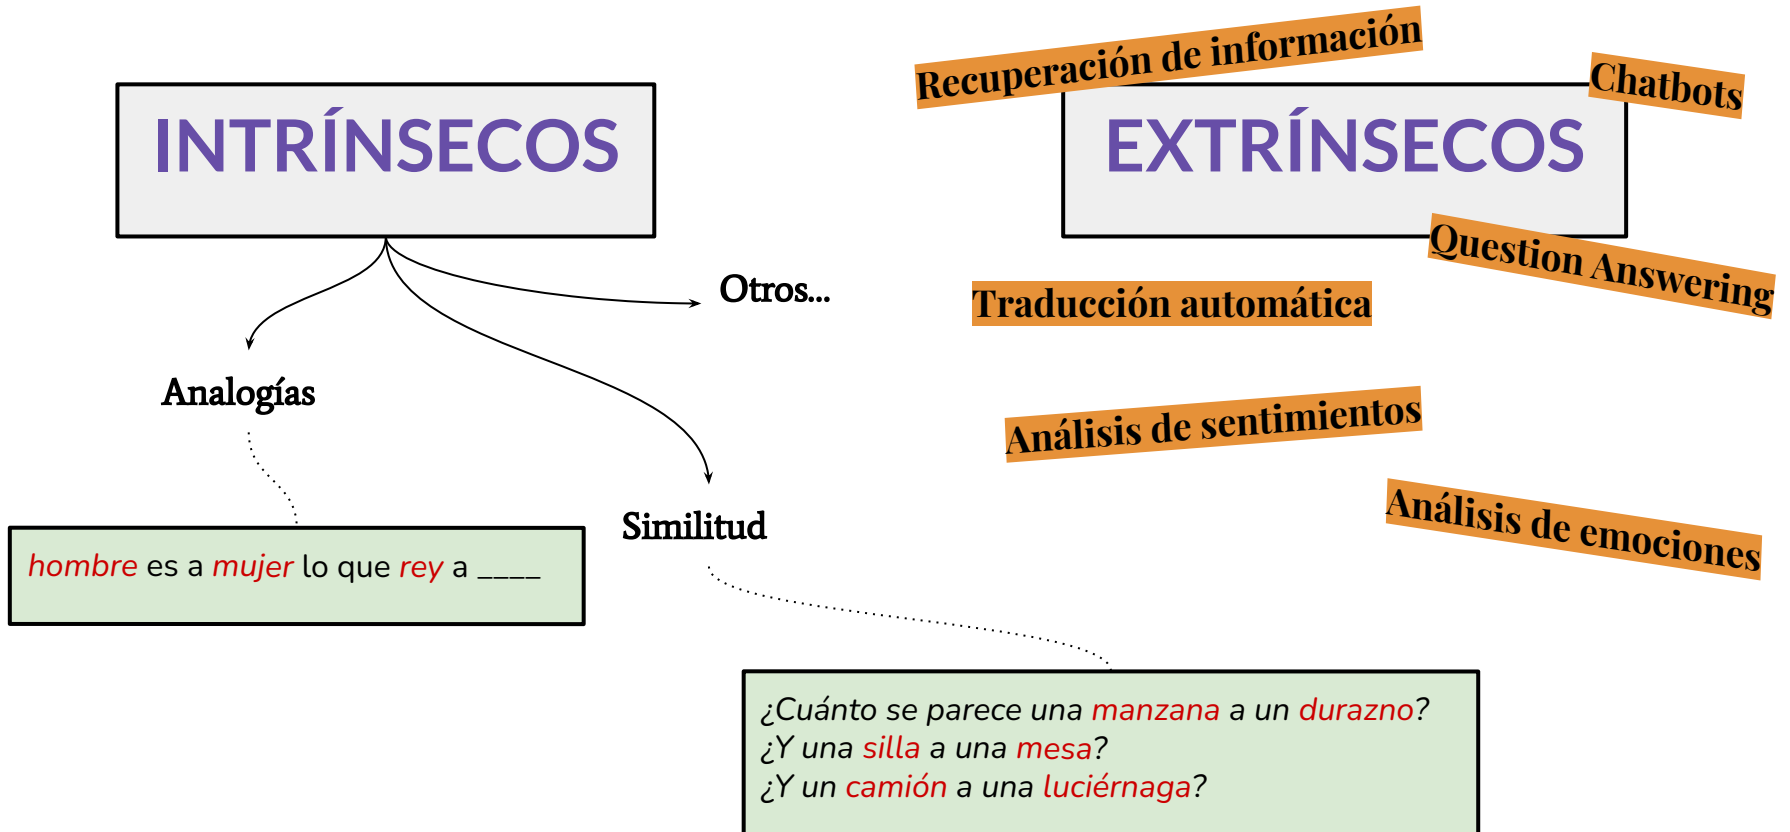 INTRÍNSECOS
Otros...
Analogías
hombre es a mujer lo que rey a ____
Similitud
¿Cuánto se parece una manzana a un durazno?
¿Y una silla a una mesa?
¿Y un camión a una luciérnaga?
Recuperación de información
Chatbots
EXTRÍNSECOS
Question Answering
Traducción automática
Análisis de sentimientos
Análisis de emociones